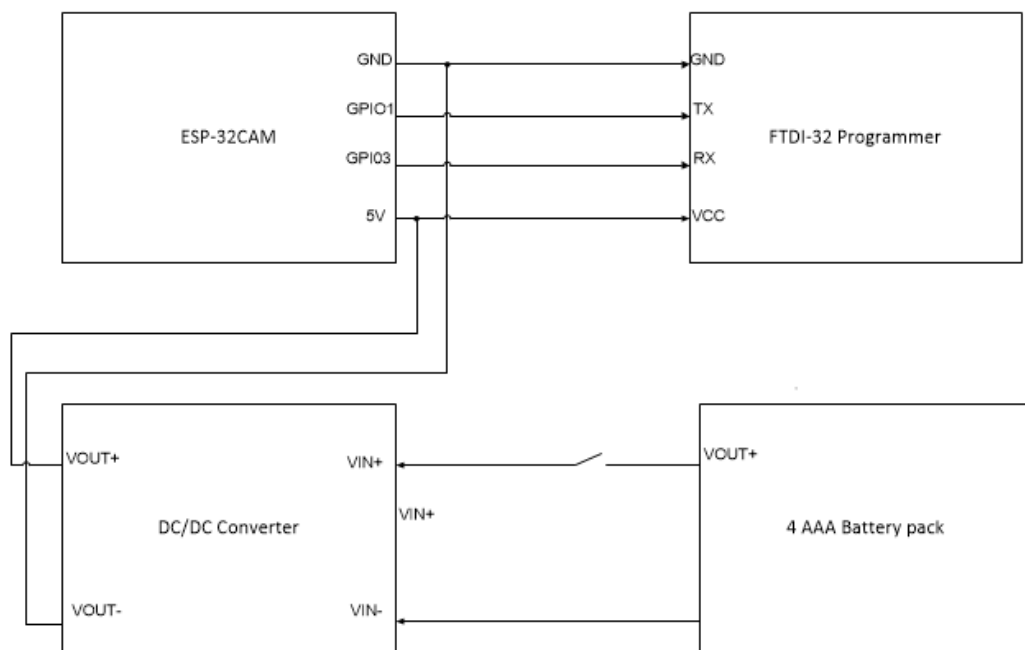 GND
GND
GPIO1
TX
ESP-32CAM
FTDI-32 Programmer
GPI03
RX
5V
VCC
VOUT+
VIN+
VOUT+
VIN+
DC/DC Converter
4 AAA Battery pack
VOUT-
VIN-